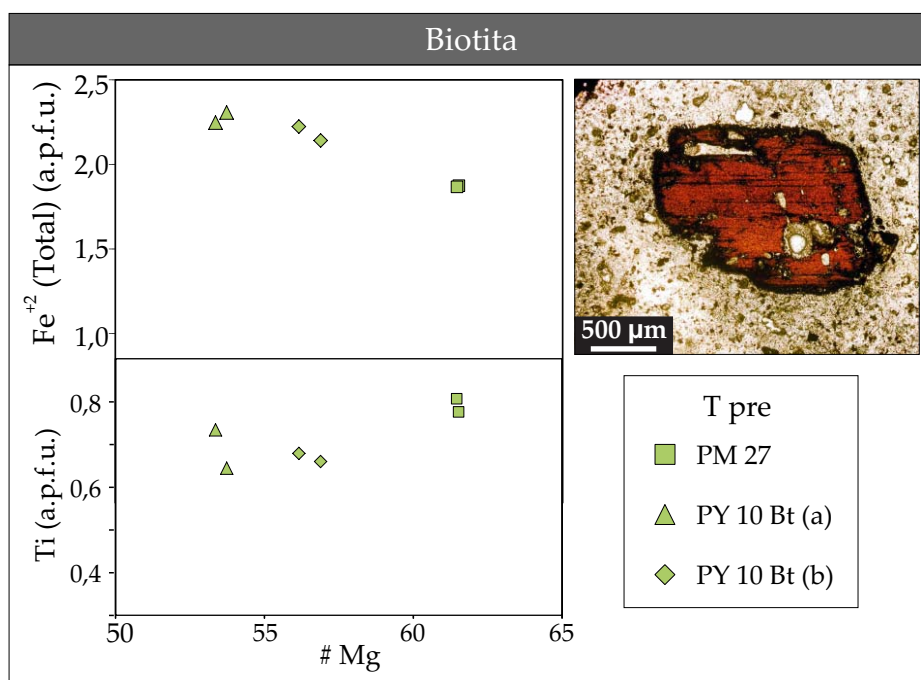 Biotita
Fe+2 (Total) (a.p.f.u.)
2,5
2,0
1,5
1,0
Ti (a.p.f.u.)
0,8
0,6
0,4
50
55
60
65
# Mg
500 µm
T pre
PM 27
PY 10 Bt (a)
PY 10 Bt (b)